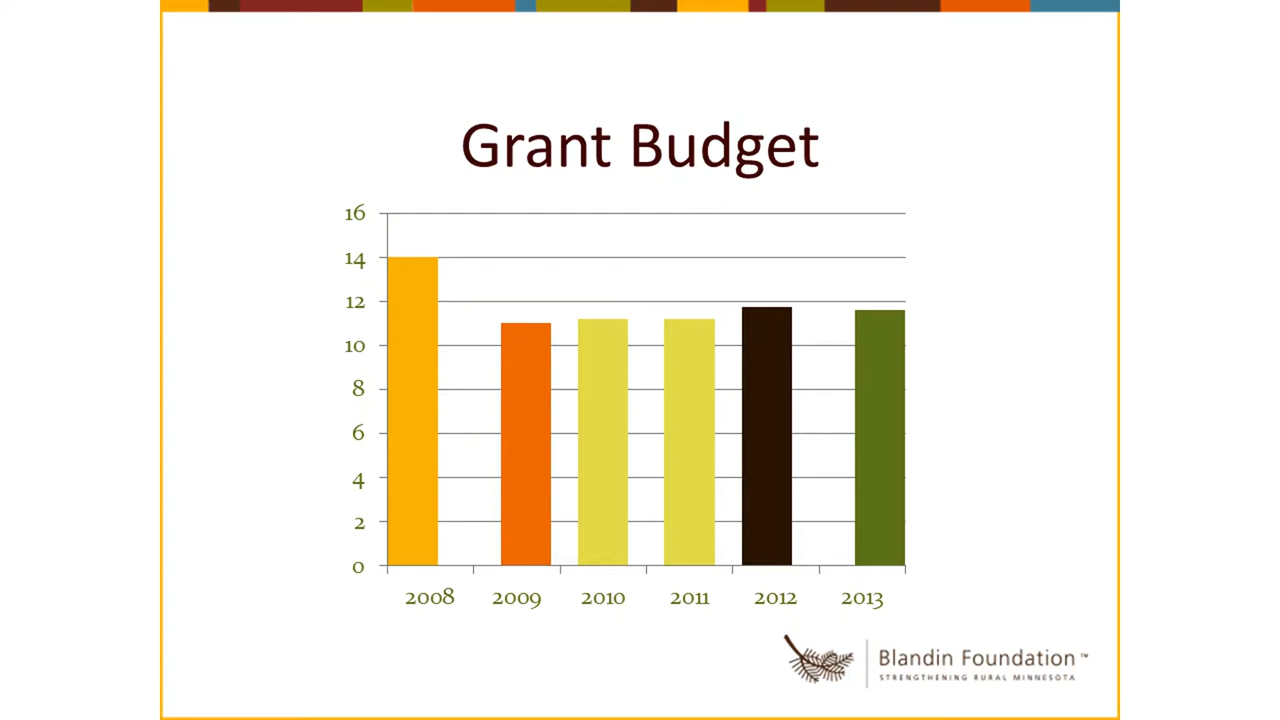 Grant Budget
16
14
12
10
8
6
4
2
0
2008 2009 2010 2011 2012 2013
Blandin Foundation™
STRENGTHENING RURAL MINNESOTA